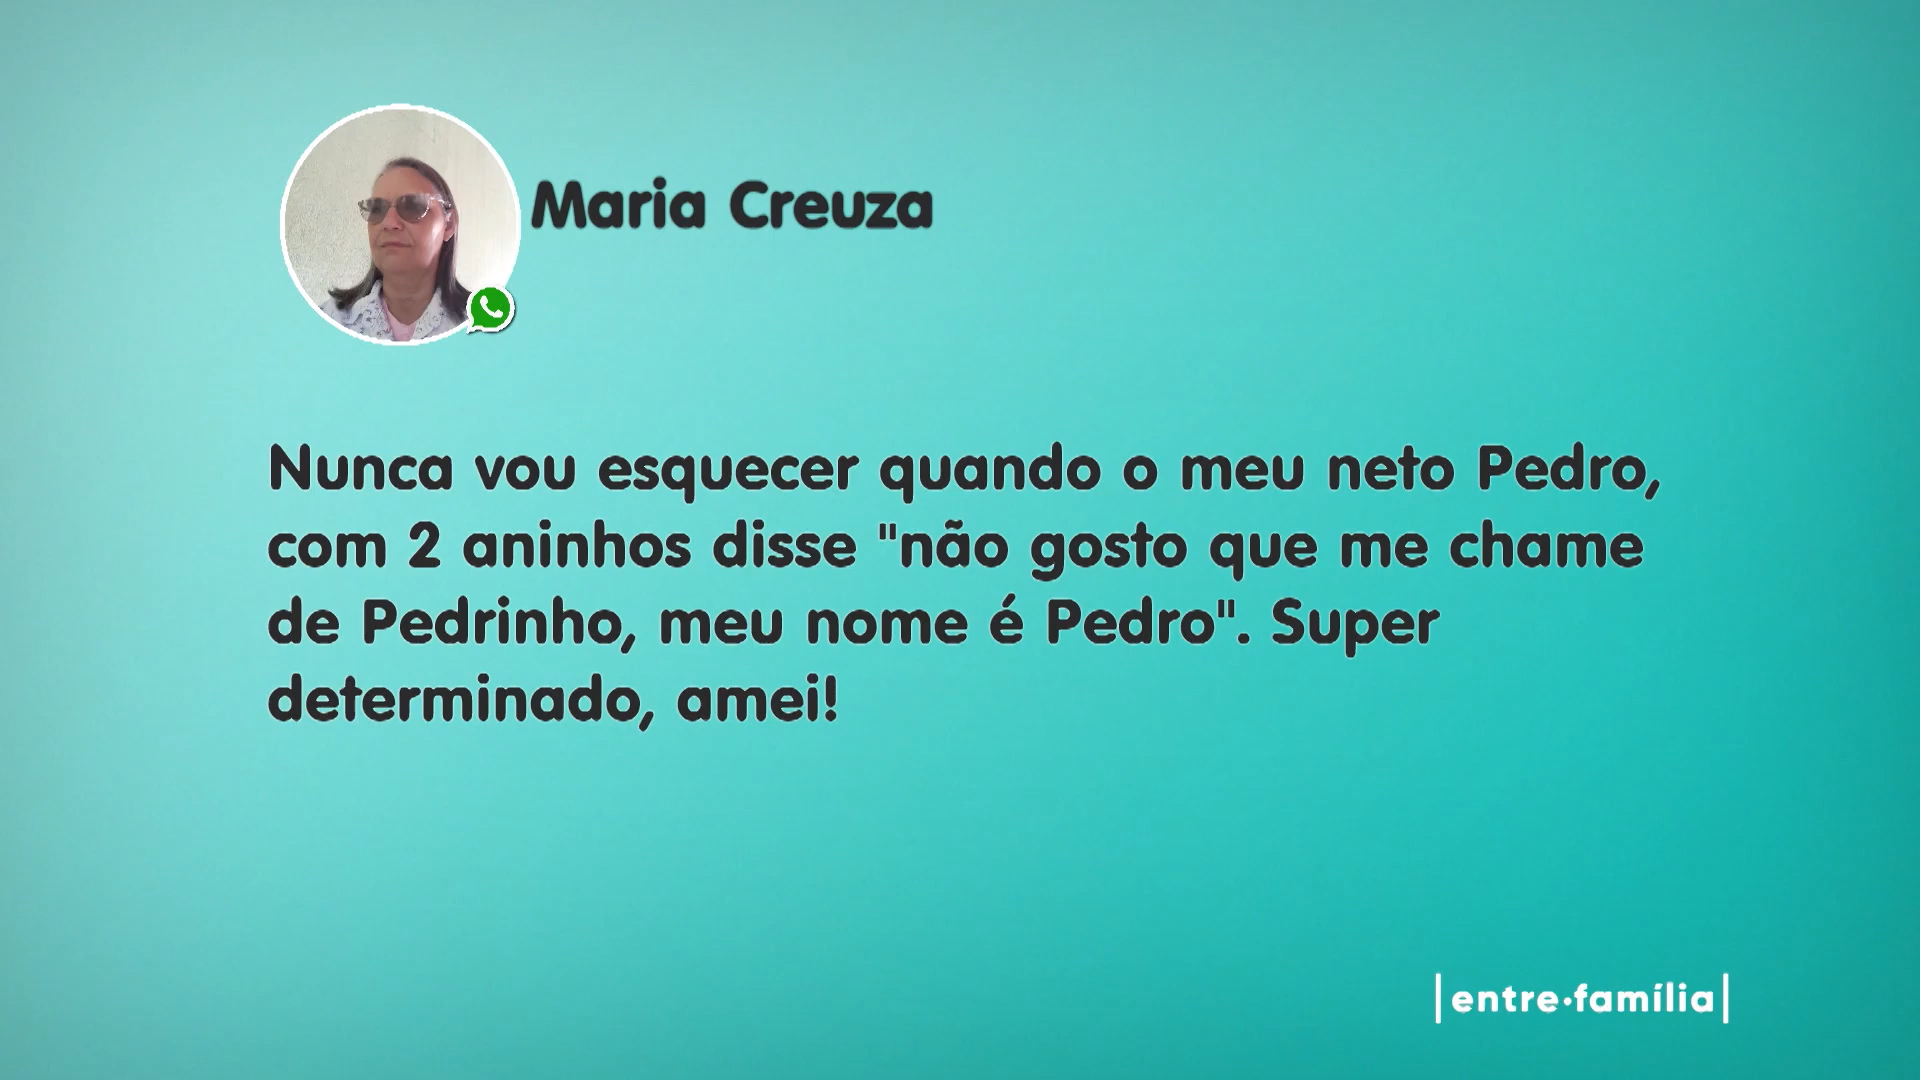 Maria Creuza
Nunca vou esquecer quando o meu neto Pedro,
com 2 aninhos disse "não gosto que me chame
de Pedrinho, meu nome é Pedro". Super
determinado, amei!
|entre•família|